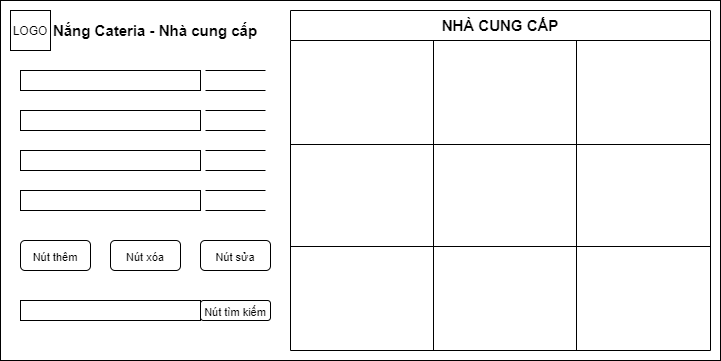 LOGO
Nắng Cateria - Nhà cung cấp
NHÀ CUNG CẤP
Nút thêm
Nút xóa
Nút sửa
Nút tìm kiếm